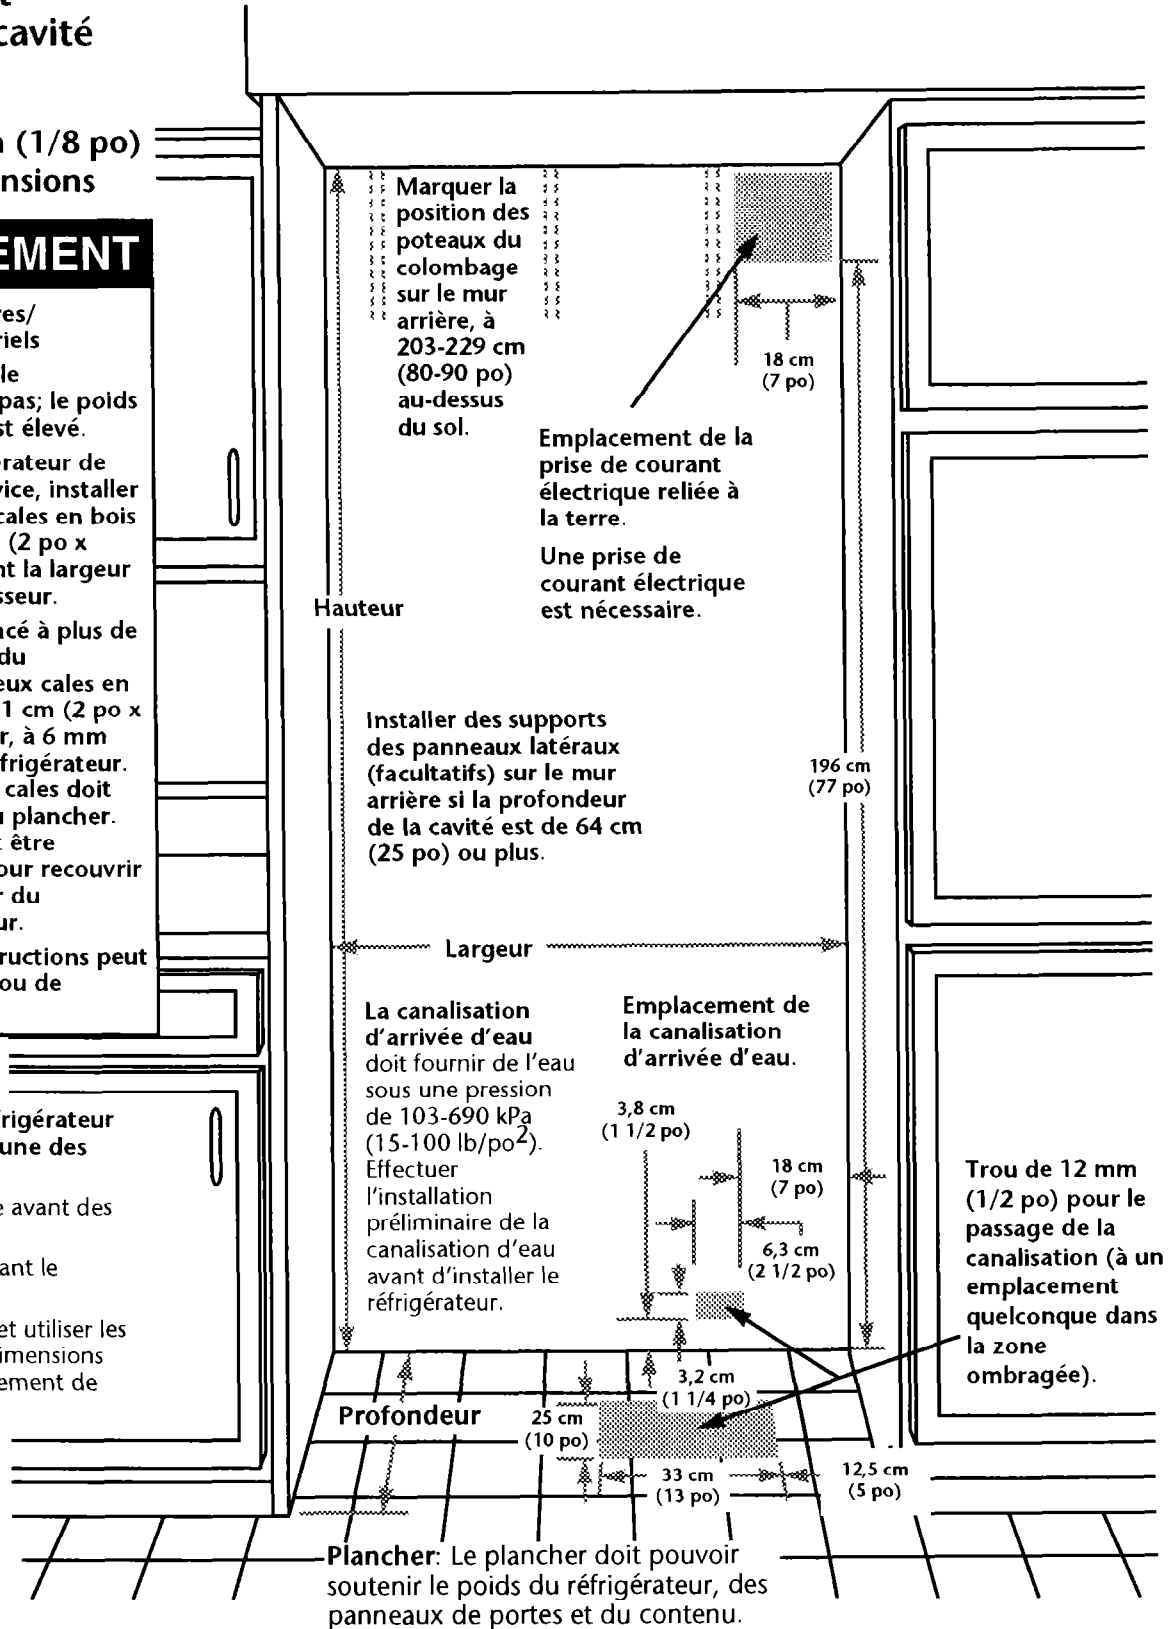 cavité
(1/8 po)
nsions
EMENT
res/
riels
le
pas; le poids
st élevé.
érateur de
vice, installer
cales en bois
(2 po x
nt la largeur
sseur.
acé à plus de
du
eux cales en
1 cm (2 po x
r, à 6 mm
frigérateur.
cales doit
u plancher.
être
our recouvrir
r du
ur.
ructions peut
ou de
frigérateur
une des
e avant des
ant le
et utiliser les
imensions
ement de
Marquer la
position des
poteaux du
colombage
sur le mur
arrière, à
203-229 cm
(80-90 po)
au-dessus
du sol.
18 cm
(7 po)
Emplacement de la
prise de courant
électrique reliée à
la terre.
Une prise de
courant électrique
est nécessaire.
Hauteur
Installer des supports
des panneaux latéraux
(facultatifs) sur le mur
arrière si la profondeur
de la cavité est de 64 cm
(25 po) ou plus.
196 cm
(77 po)
Largeur
La canalisation
d'arrivée d'eau
doit fournir de l'eau
sous une pression
de 103-690 kPa
(15-100 lb/po2).
Effectuer
l'installation
préliminaire de la
canalisation d'eau
avant d'installer le
réfrigérateur.
Emplacement de
la canalisation
d'arrivée d'eau.
3,8 cm
(1 1/2 po)
18 cm
(7 po)
6,3 cm
(2 1/2 po)
Trou de 12 mm
(1/2 po) pour le
passage de la
canalisation (à un
emplacement
quelconque dans
la zone
ombragée).
3,2 cm
(1 1/4 po)
Profondeur
25 cm
(10 po)
33 cm
(13 po)
12,5 cm
(5 po)
Plancher: Le plancher doit pouvoir
soutenir le poids du réfrigérateur, des
panneaux de portes et du contenu.